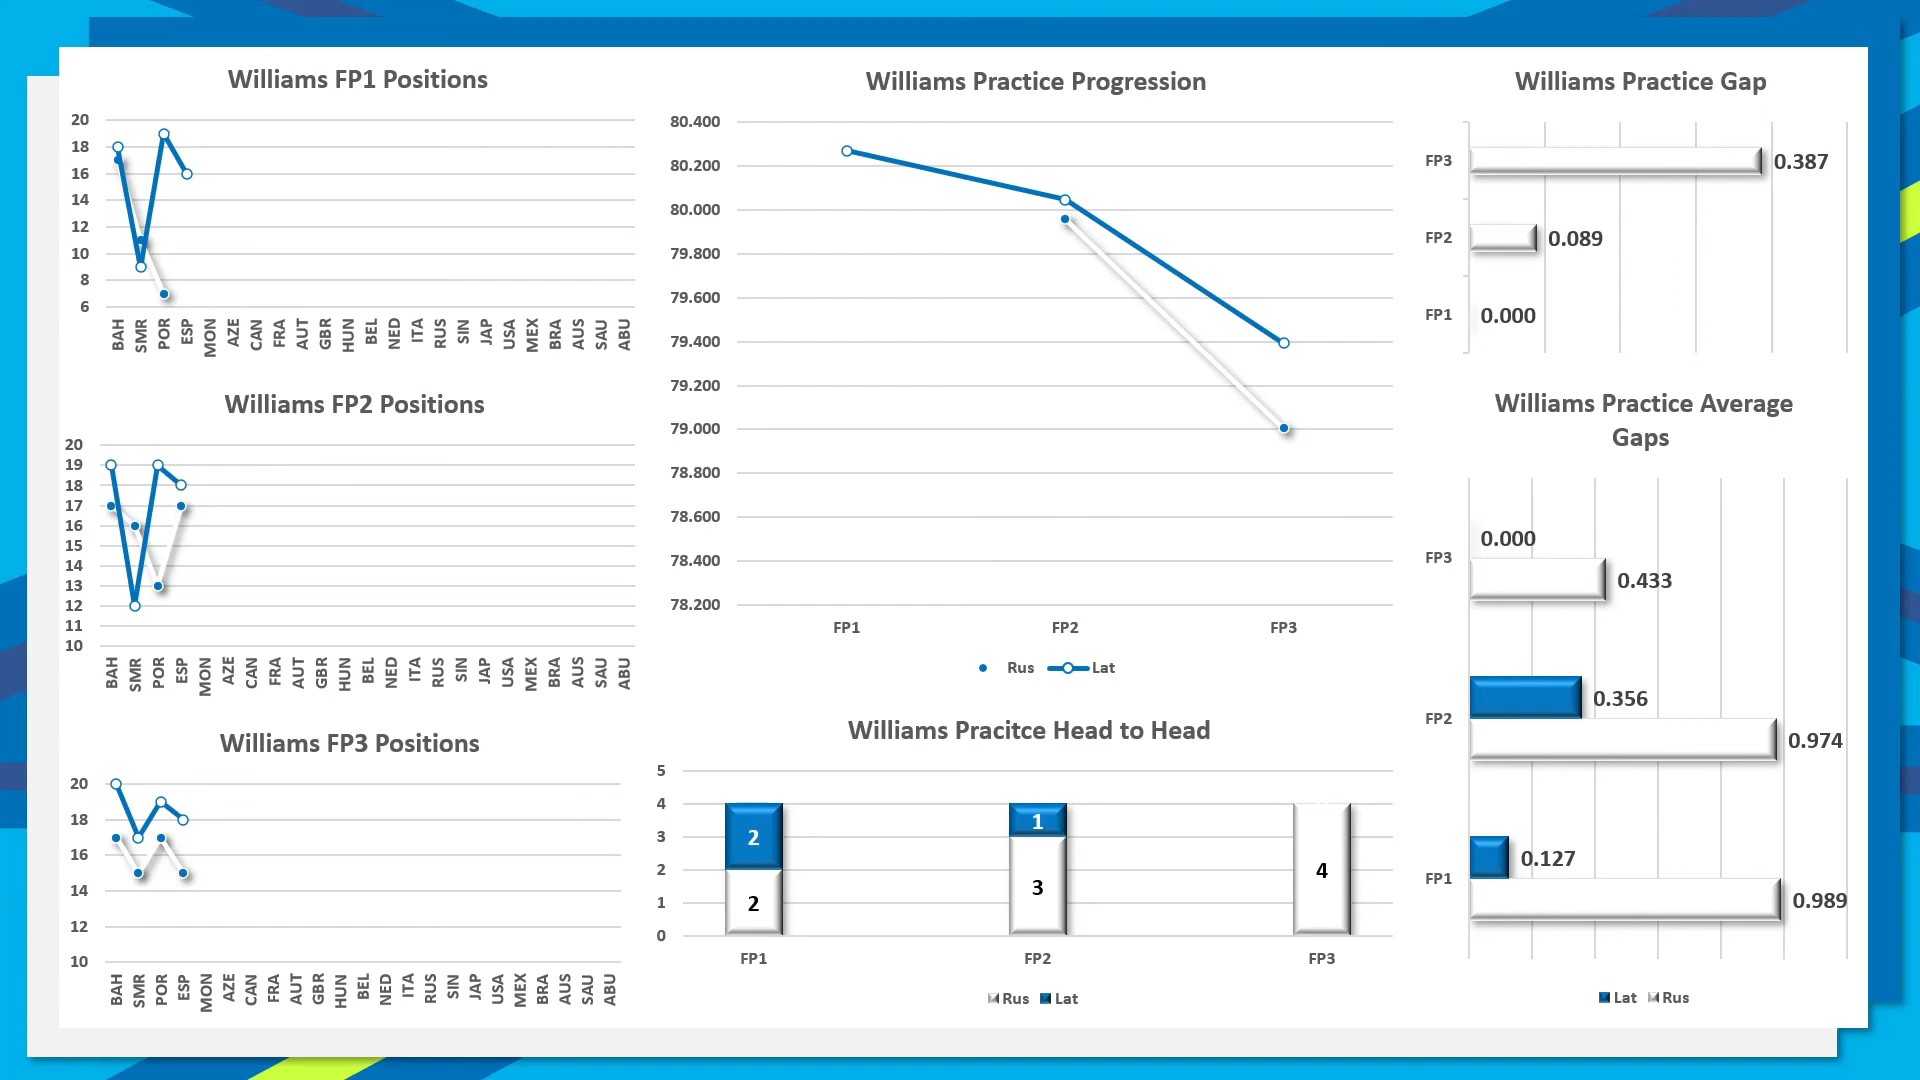 Williams FP1 Positions
20
18
16
14
12
10
8
6
BAH SMR POR ESP MON AZE CAN FRA AUT GBR HUN BEL NED ITA RUS SIN JAP USA MEX BRA AUS SAU ABU
Williams FP2 Positions
20
19
18
17
16
15
14
13
12
11
10
BAH SMR POR ESP MON AZE CAN FRA AUT GBR HUN BEL NED ITA RUS SIN JAP USA MEX BRA AUS SAU ABU
Williams FP3 Positions
20
18
16
14
12
10
BAH SMR POR ESP MON AZE CAN FRA AUT GBR HUN BEL NED ITA RUS SIN JAP USA MEX BRA AUS SAU ABU
Williams Practice Progression
80.400
80.200
80.000
79.800
79.600
79.400
79.200
79.000
78.800
78.600
78.400
78.200
FP1 FP2 FP3
Rus Lat
Williams Pracitce Head to Head
5
4
3
2
1
0
2
2
1
3
4
FP1 FP2 FP3
Rus Lat
Williams Practice Gap
FP3 0.387
FP2 0.089
FP1 0.000
Williams Practice Average
Gaps
0.000
FP3
0.433
0.356
FP2
0.974
0.127
FP1
0.989
Lat Rus